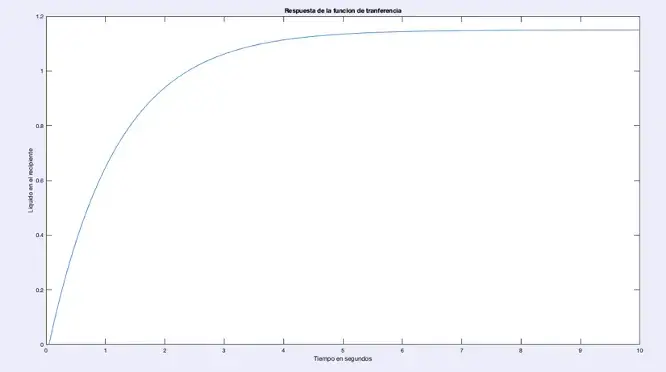 Respuesta de la funcion de tranferencia
1.2
1
0.8
0.6
0.4
0.2
0
Liquido en el recipiente
0 1 2 3 4 5 6 7 8 9 10
Tiempo en segundos